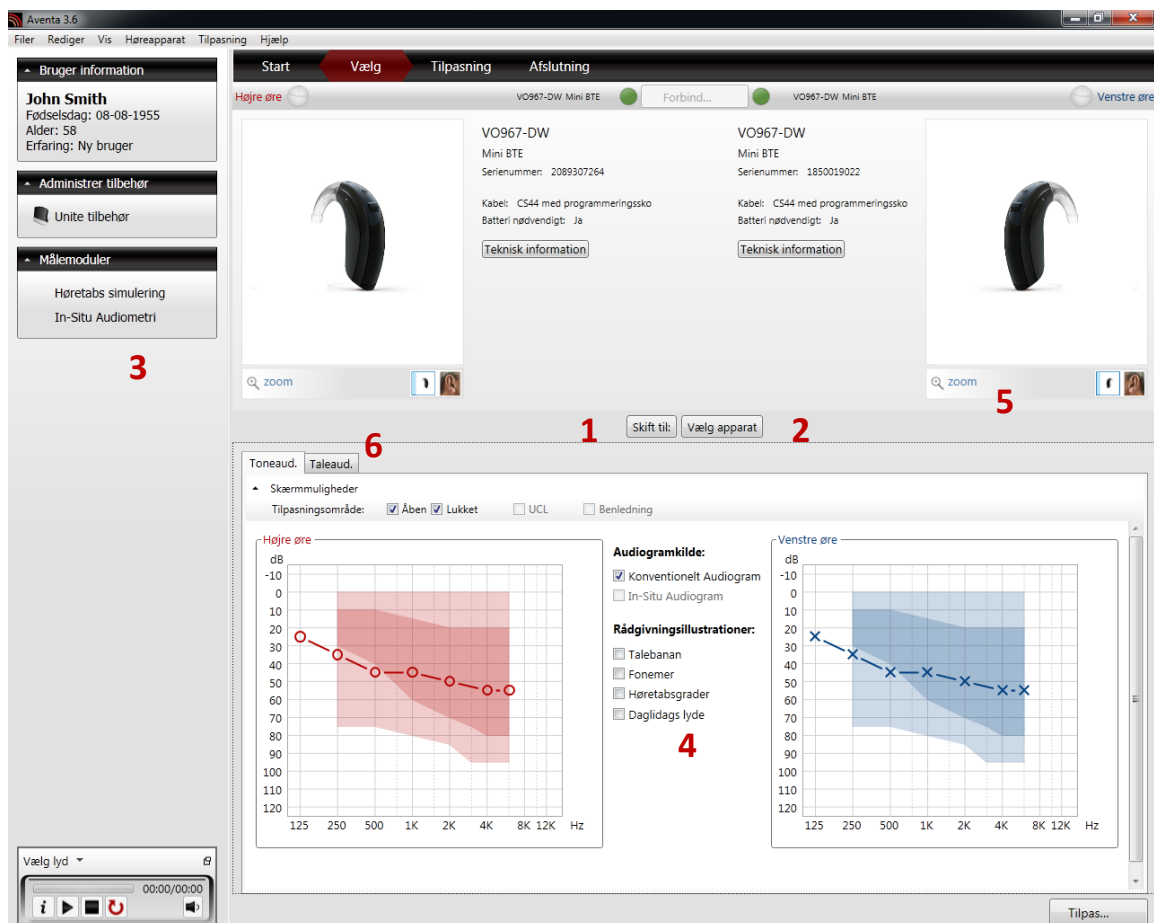 Aventa 3.6
Filer Rediger Vis Høreapparat Tilpasning Hjælp
Bruger information
John Smith
Fødselsdag: 08-08-1955
Alder: 58
Erfaring: Ny bruger
Administrer tilbehør
Unite tilbehør
Målemoduler
Høretabs simulering
In-Situ Audiometri
3
Start Vælg Tilpasning Afslutning
Højre øre VO967-DW Mini BTE Forbind... VO967-DW Mini BTE Venstre øre
VO967-DW
Mini BTE
Serienummer: 2089307264
Kabel: CS44 med programmeringssko
Batteri nødvendigt: Ja
Teknisk information
VO967-DW
Mini BTE
Serienummer: 1850019022
Kabel: CS44 med programmeringssko
Batteri nødvendigt: Ja
Teknisk information
zoom
zoom
5
1 Skift til: Vælg apparat 2
6
Toneaud. Taleaud.
Skærmmuligheder
Tilpasningsområde: Åben Lukket UCL Benledning
Højre øre
dB
-10
0
10
20
30
40
50
60
70
80
90
100
110
120
125 250 500 1K 2K 4K 8K 12K Hz
Audiogramkilde:
Konventionelt Audiogram
In-Situ Audiogram
Rådgivningsillustrationer:
Talebanan
Fonemer
Høretabsgrader
Daglidags lyde
4
Venstre øre
dB
-10
0
10
20
30
40
50
60
70
80
90
100
110
120
125 250 500 1K 2K 4K 8K 12K Hz
Vælg lyd
00:00/00:00
i
Tilpas...